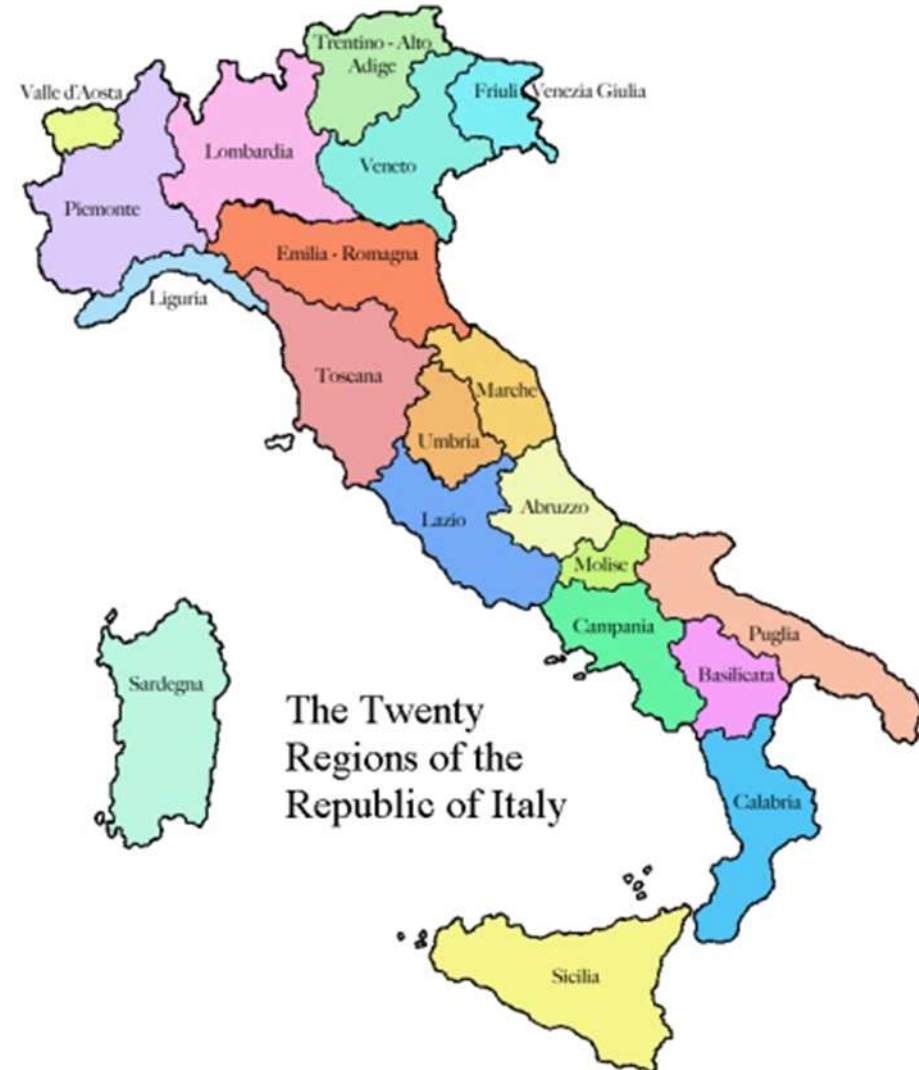 Trentino - Alto
Adige
Valle d'Aosta
Friuli Venezia Giulia
Lombardia
Veneto
Piemonte
Emilia - Romagna
Liguria
Toscana
Marche
Umbria
Abruzzo
Lazio
Molise
Campania
Puglia
Basilicata
Sardegna
The Twenty
Regions of the
Republic of Italy
Calabria
Sicilia